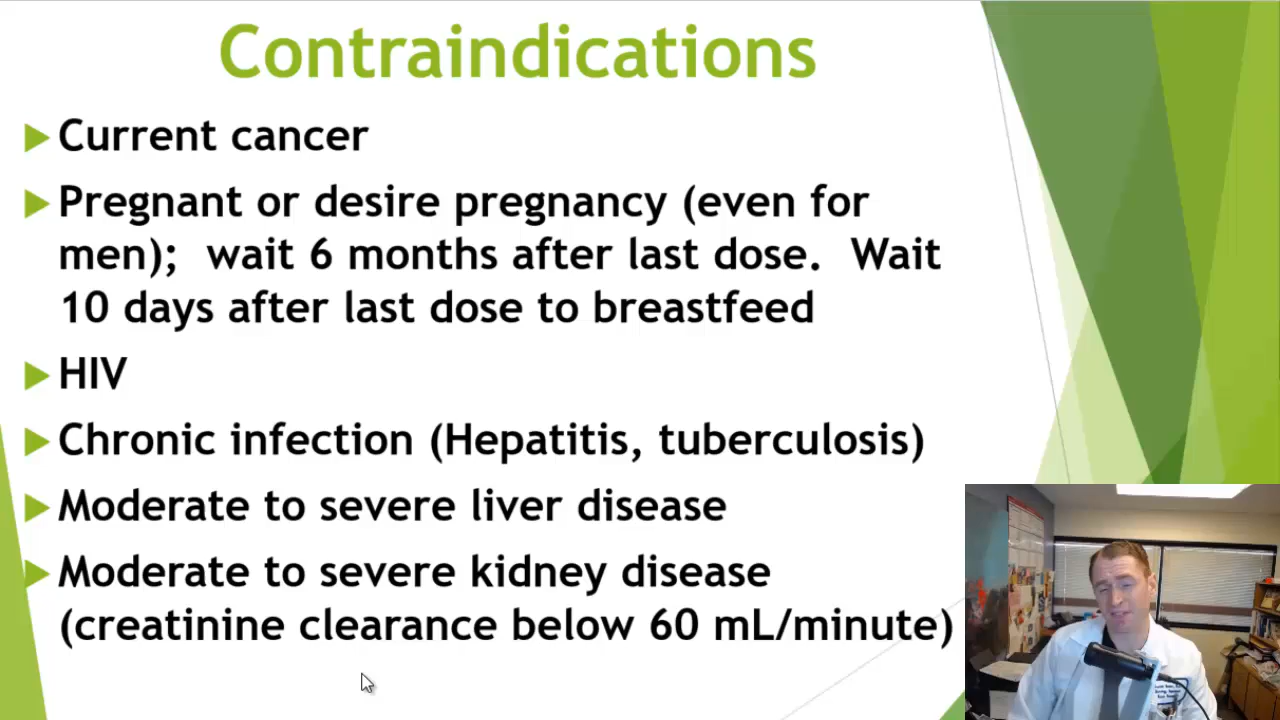 Contraindications
Current cancer
Pregnant or desire pregnancy (even for
men); wait 6 months after last dose. Wait
10 days after last dose to breastfeed
HIV
Chronic infection (Hepatitis, tuberculosis)
Moderate to severe liver disease
Moderate to severe kidney disease
(creatinine clearance below 60 mL/minute)